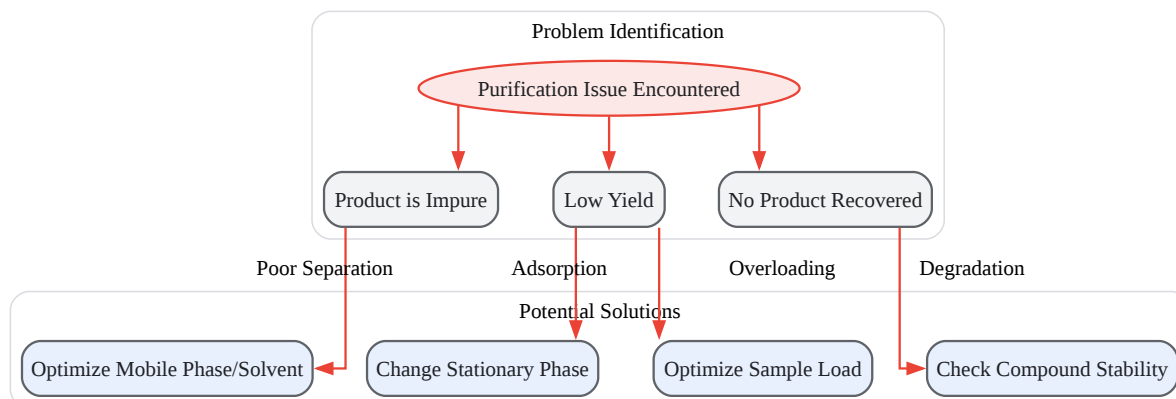 Problem Identification
Purification Issue Encountered
Product is Impure
Low Yield
No Product Recovered
Poor Separation
Adsorption
Overloading
Degradation
Potential Solutions
Optimize Mobile Phase/Solvent
Change Stationary Phase
Optimize Sample Load
Check Compound Stability